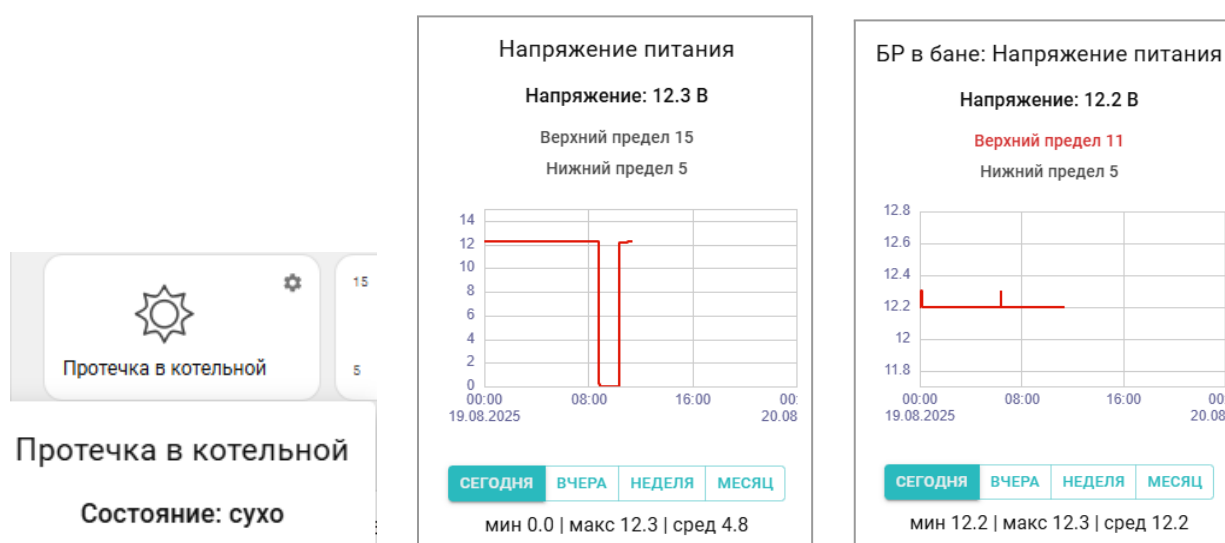 15
Протечка в котельной
5
Протечка в котельной
Состояние: сухо
Напряжение питания
Напряжение: 12.3 В
Верхний предел 15
Нижний предел 5
14
12
10
8
6
4
2
0
00:00 08:00 16:00 00:
19.08.2025 20.08
СЕГОДНЯ ВЧЕРА НЕДЕЛЯ МЕСЯЦ
мин 0.0 | макс 12.3 | сред 4.8
БР в бане: Напряжение питания
Напряжение: 12.2 В
Верхний предел 11
Нижний предел 5
12.8
12.6
12.4
12.2
12
11.8
00:00 08:00 16:00 00
19.08.2025 20.08
СЕГОДНЯ ВЧЕРА НЕДЕЛЯ МЕСЯЦ
мин 12.2 | макс 12.3 | сред 12.2